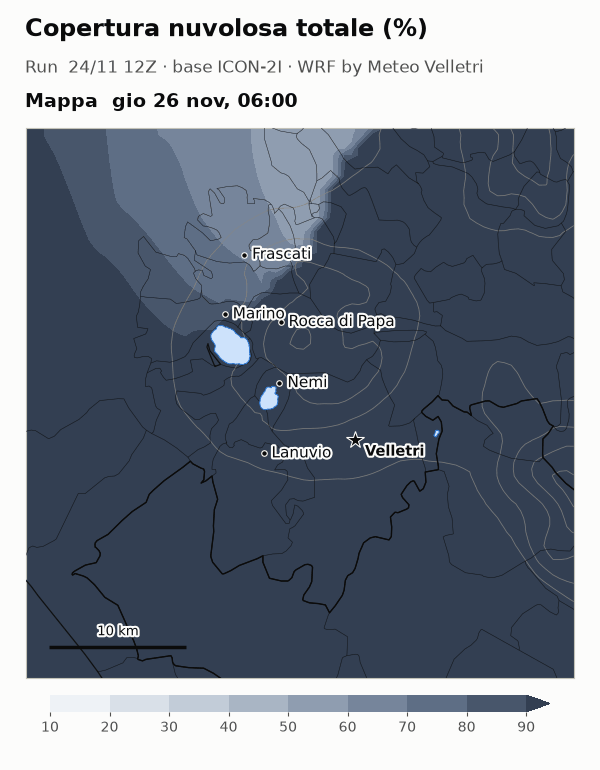 Copertura nuvolosa totale (%)
Run  24/11 12Z · base ICON-2I · WRF by Meteo Velletri
Mappa  gio 26 nov, 06:00
Frascati
Marino
Rocca di Papa
Nemi
Velletri
Lanuvio
10 km
10 20 30 40 50 60 70 80 90